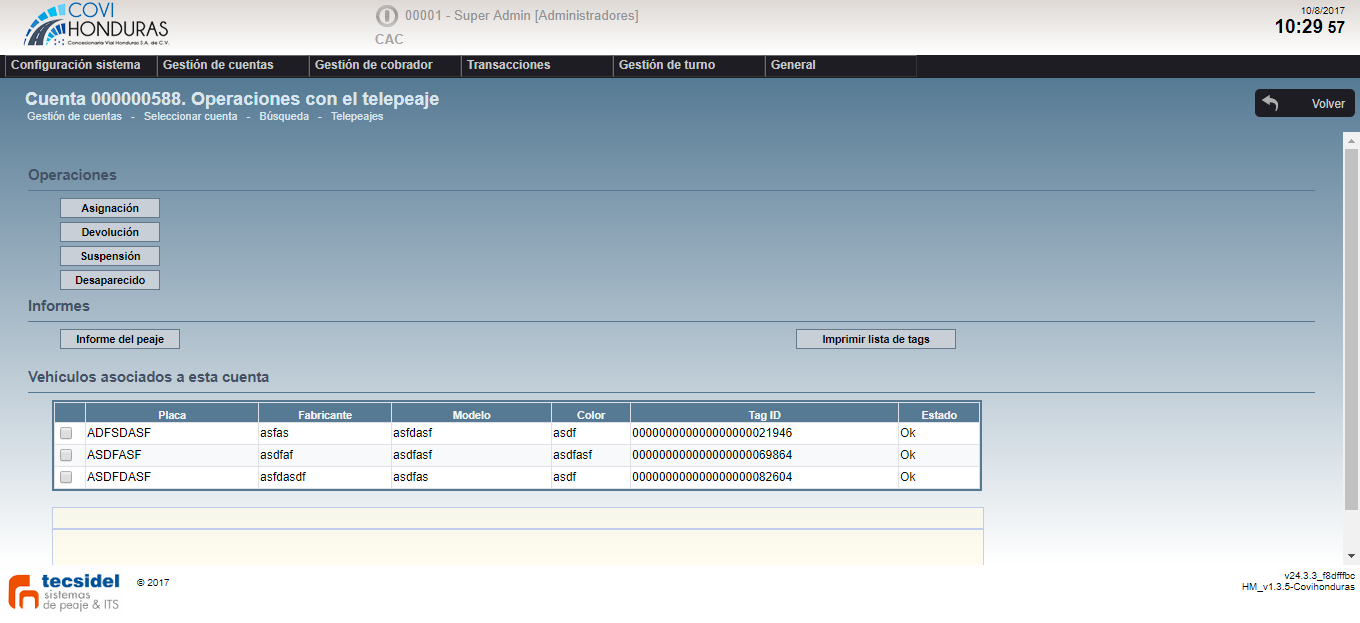 COVI
HONDURAS
Concesionaria Vial Honduras S.A. de C.V.
00001 - Super Admin [Administradores]
CAC
10/8/2017
10:29 57
Configuración sistema Gestión de cuentas Gestión de cobrador Transacciones Gestión de turno General
Cuenta 000000588. Operaciones con el telepeaje
Gestión de cuentas - Seleccionar cuenta - Búsqueda - Telepeajes
Volver
Operaciones
Asignación
Devolución
Suspensión
Desaparecido
Informes
Informe del peaje Imprimir lista de tags
Vehículos asociados a esta cuenta
Placa Fabricante Modelo Color Tag ID Estado
ADFSDASF asfas asfdasf asdf 000000000000000000021946 Ok
ASDFASF asdfaf asdfasf asdfasf 000000000000000000069864 Ok
ASDFDASF asfdasdf asdfas asdf 000000000000000000082604 Ok
tecsidel
sistemas
de peaje & ITS
© 2017
v24.3.3_f8dfffbc
HM_v1.3.5-Covihonduras